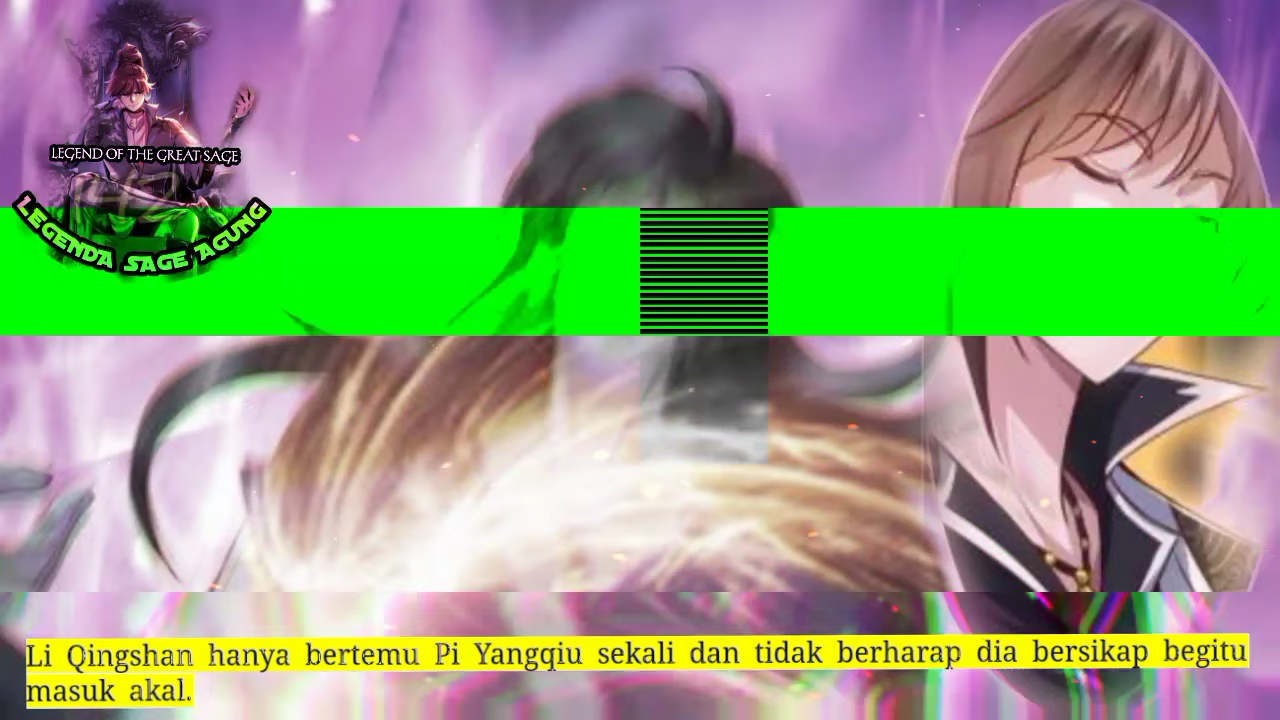 LEGEND OF THE GREAT SAGE
LEGENDA SAGE AGUNG
Li Qingshan hanya bertemu Pi Yangqiu sekali dan tidak berharap dia bersikap begitu
masuk akal.